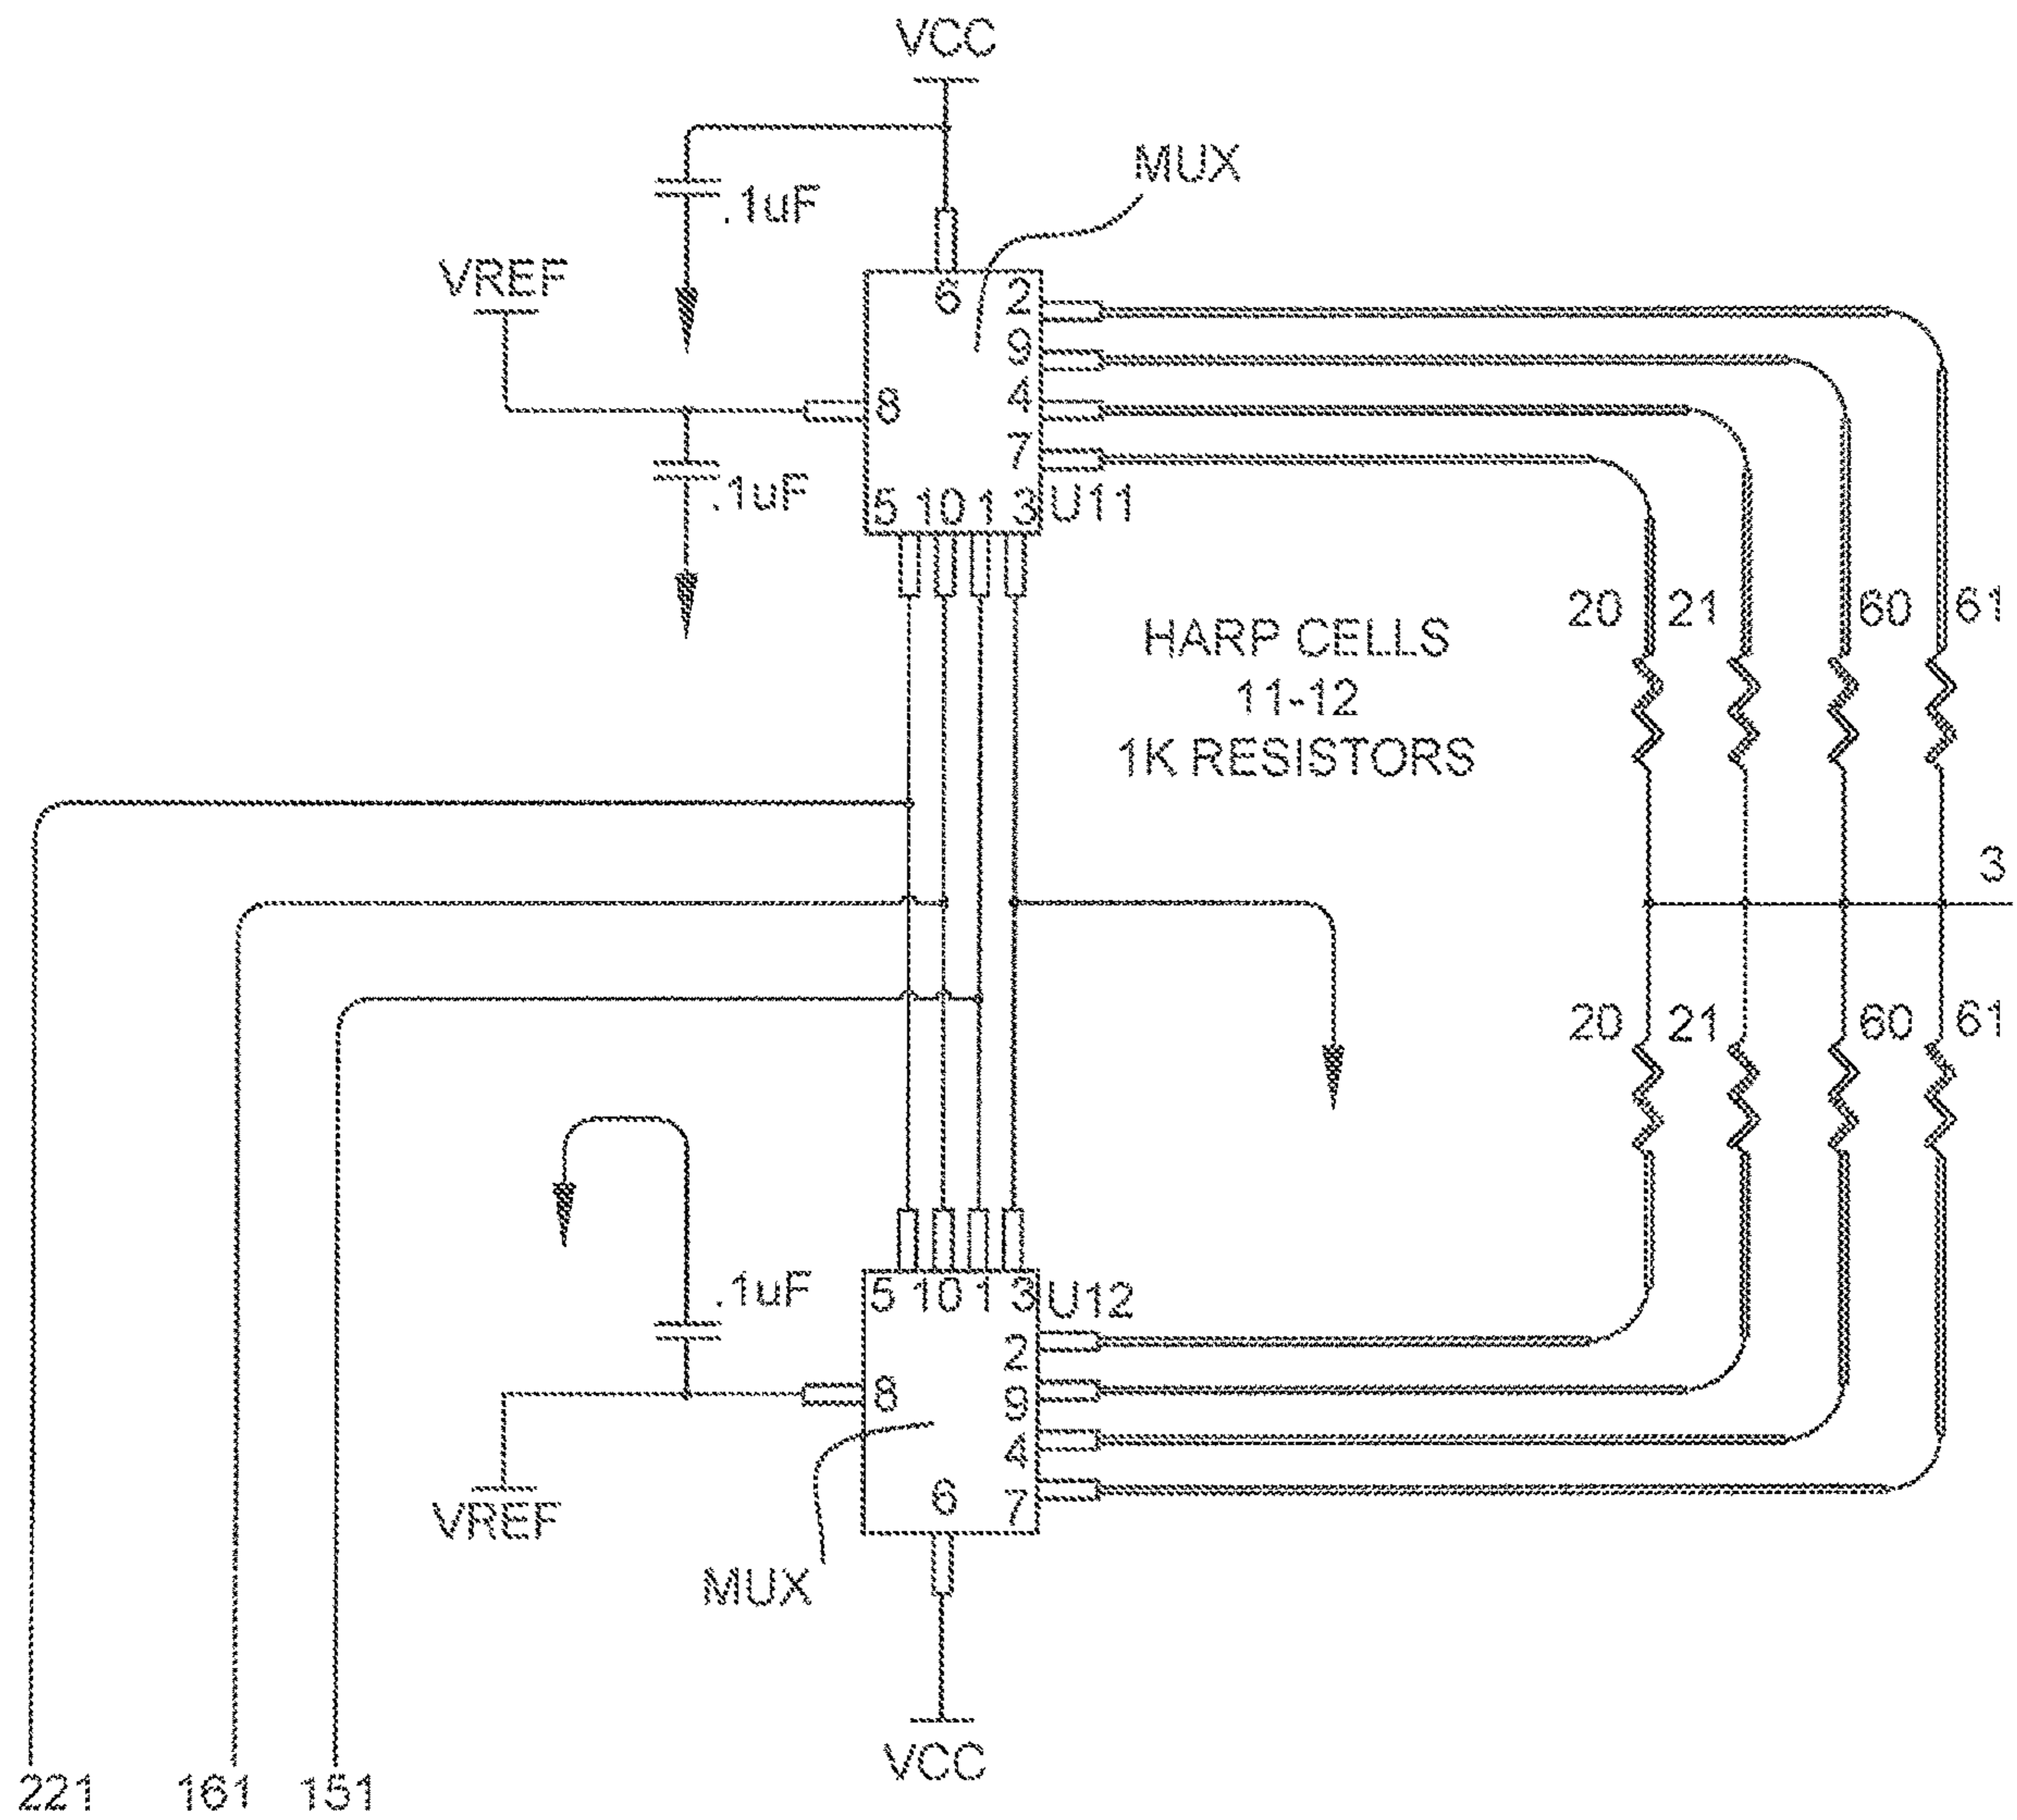 VCC
MUX
.1uF
VREF
6 2
9
8 4
7
5 10 1 3 U11
.1uF
20 21 60 61
HARP CELLS
11-12
1K RESISTORS
3
20 21 60 61
.1uF
5 10 1 3 U12
2
8 9
4
6 7
VREF
MUX
VCC
221 161 151